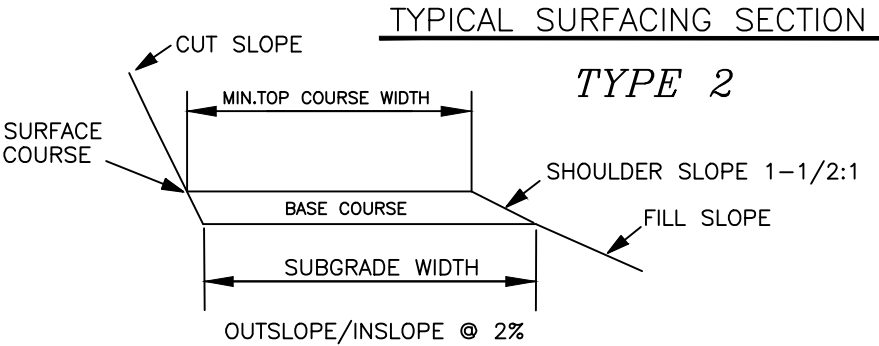 TYPICAL SURFACING SECTION
TYPE 2
CUT SLOPE
MIN.TOP COURSE WIDTH
SURFACE
COURSE
SHOULDER SLOPE 1-1/2:1
BASE COURSE
FILL SLOPE
SUBGRADE WIDTH
OUTSLOPE/INSLOPE @ 2%